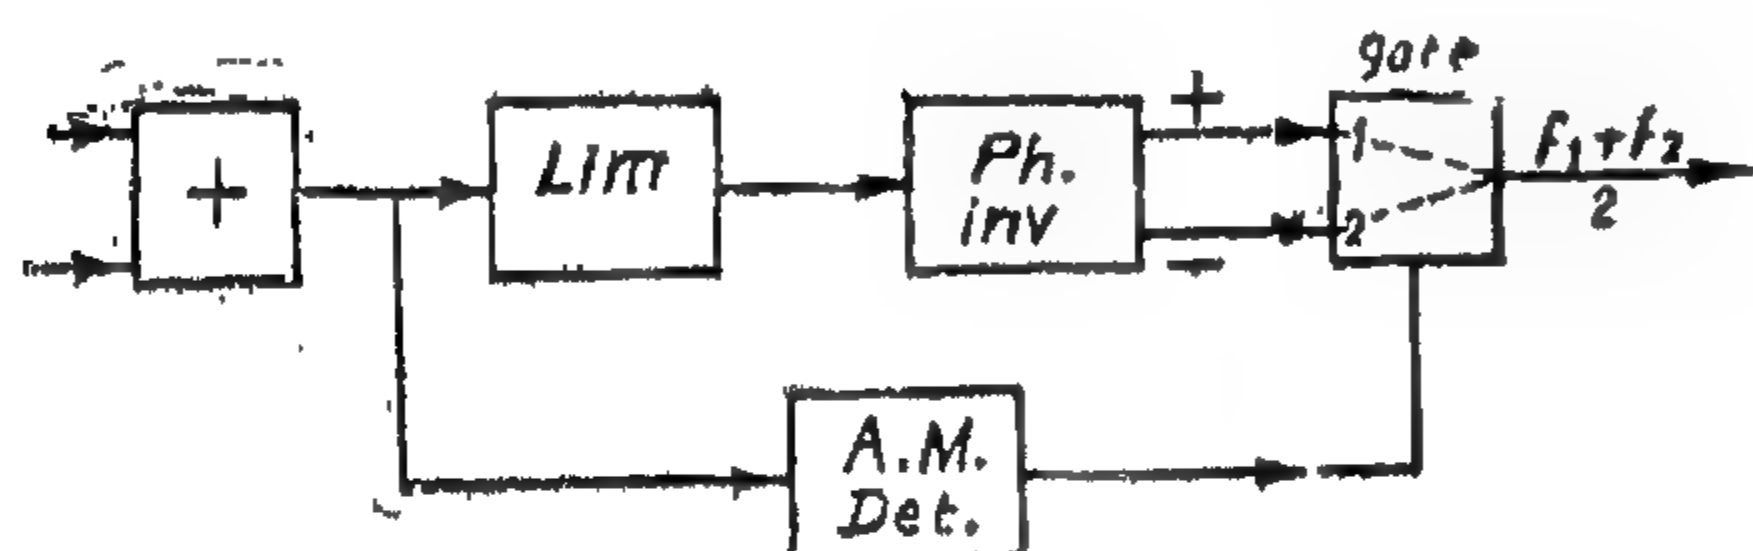 gate
+
Lim
Ph.
inv
+
-
1
2
f1+f2
2
A.M.
Det.